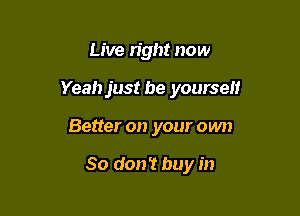 Live right now
Yeah just be yourself
Better on your own
So don't buy in